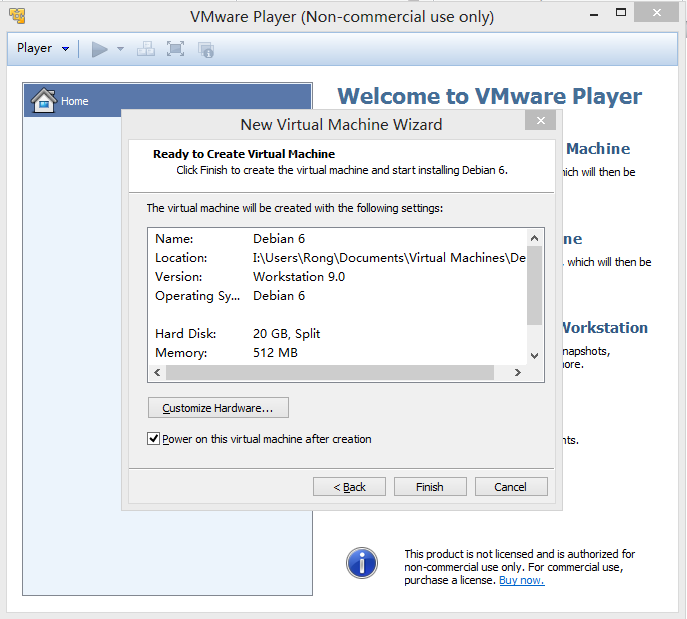 VMware Player (Non-commercial use only)
Player
Home
Welcome to VMware Player
New Virtual Machine Wizard
Ready to Create Virtual Machine
Click Finish to create the virtual machine and start installing Debian 6.
The virtual machine will be created with the following settings:
Name: Debian 6
Location: I:\Users\Rong\Documents\Virtual Machines\De
Version: Workstation 9.0
Operating Sy... Debian 6
Hard Disk: 20 GB, Split
Memory: 512 MB
Customize Hardware...
Power on this virtual machine after creation
< Back Finish Cancel
Machine
hich will then be
ne
, which will then be
Workstation
napshots,
ore.
nts.
This product is not licensed and is authorized for
non-commercial use only. For commercial use,
purchase a license. Buy now.